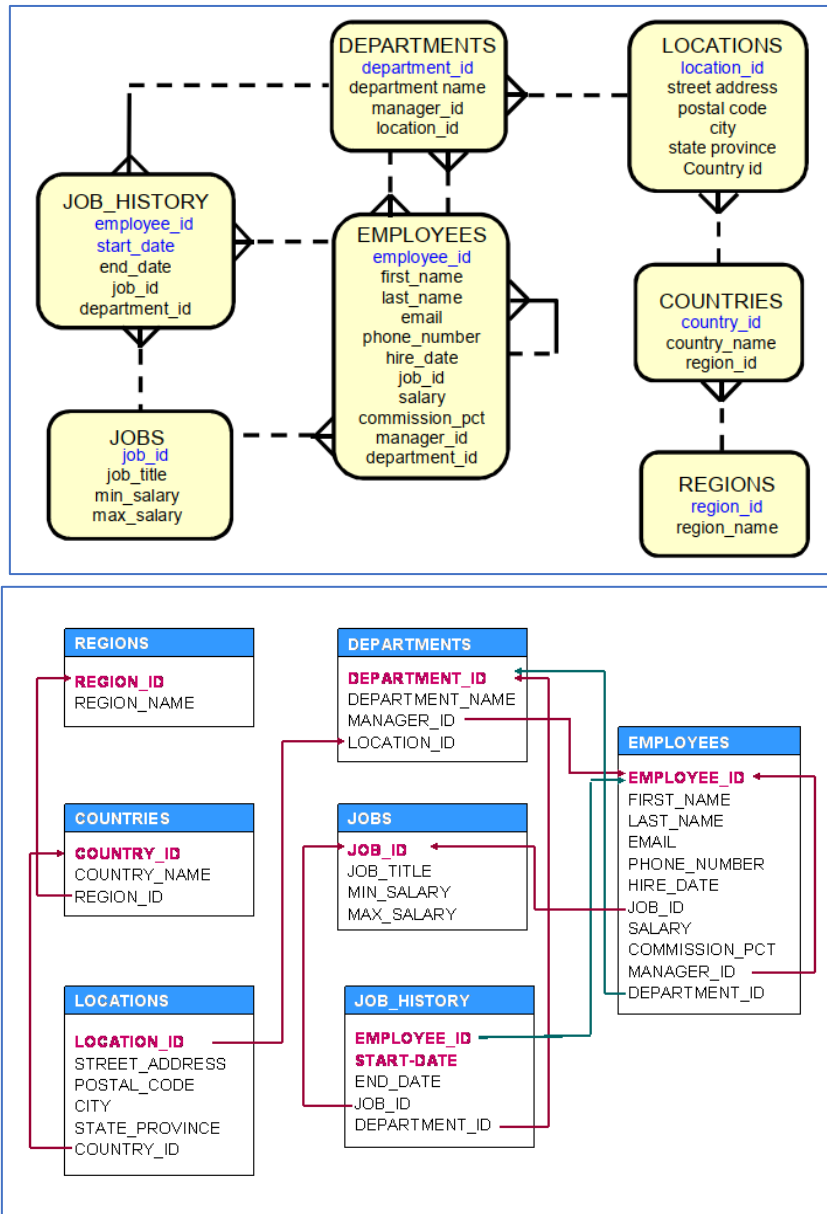 DEPARTMENTS
department_id
department name
manager_id
location_id
LOCATIONS
location_id
street address
postal code
city
state province
Country id
JOB_HISTORY
employee_id
start_date
end_date
job_id
department_id
EMPLOYEES
employee_id
first_name
last_name
email
phone_number
hire_date
job_id
salary
commission_pct
manager_id
department_id
COUNTRIES
country_id
country_name
region_id
JOBS
job_id
job_title
min_salary
max_salary
REGIONS
region_id
region_name
REGIONS
REGION_ID
REGION_NAME
DEPARTMENTS
DEPARTMENT_ID
DEPARTMENT_NAME
MANAGER_ID
LOCATION_ID
EMPLOYEES
EMPLOYEE_ID
FIRST_NAME
LAST_NAME
EMAIL
PHONE_NUMBER
HIRE_DATE
JOB_ID
SALARY
COMMISSION_PCT
MANAGER_ID
DEPARTMENT_ID
COUNTRIES
COUNTRY_ID
COUNTRY_NAME
REGION_ID
JOBS
JOB_ID
JOB_TITLE
MIN_SALARY
MAX_SALARY
LOCATIONS
LOCATION_ID
STREET_ADDRESS
POSTAL_CODE
CITY
STATE_PROVINCE
COUNTRY_ID
JOB_HISTORY
EMPLOYEE_ID
START-DATE
END_DATE
JOB_ID
DEPARTMENT_ID